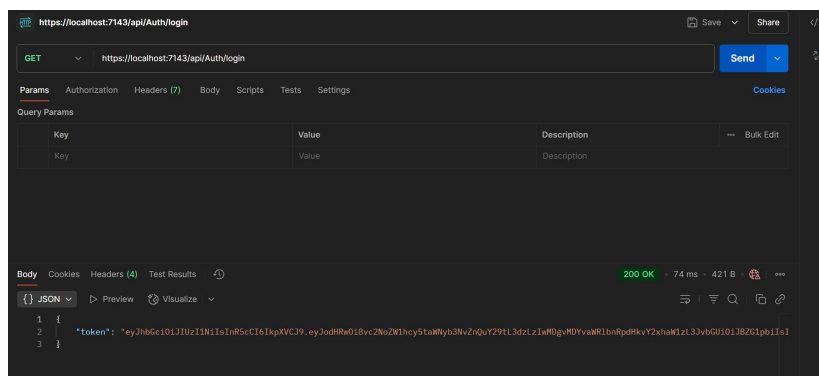 HTTP https://localhost:7143/api/Auth/login Save Share
GET https://localhost:7143/api/Auth/login Send
Params Authorization Headers (7) Body Scripts Tests Settings Cookies
Query Params
Key Value Description Bulk Edit
Key Value Description
Body Cookies Headers (4) Test Results 200 OK 74 ms 421 B
{} JSON Preview Visualize
1 {
2 "token":
3 }